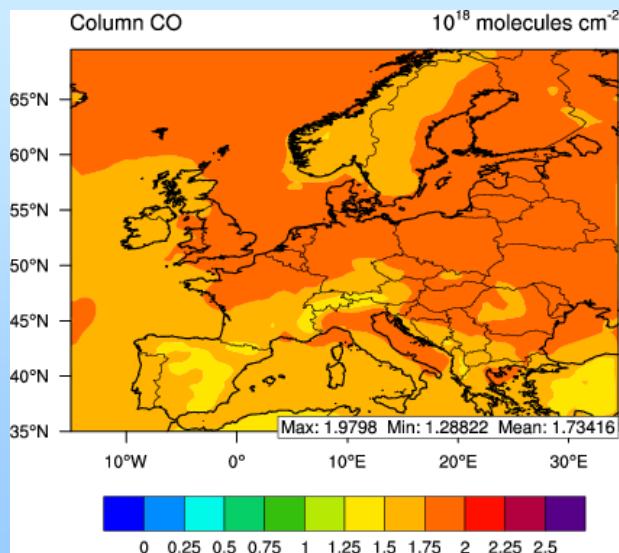 Column CO 10^18 molecules cm^-2
65°N
60°N
55°N
50°N
45°N
40°N
35°N
Max: 1.9798 Min: 1.28822 Mean: 1.73416
10°W 0° 10°E 20°E 30°E
0 0.25 0.5 0.75 1 1.25 1.5 1.75 2 2.25 2.5